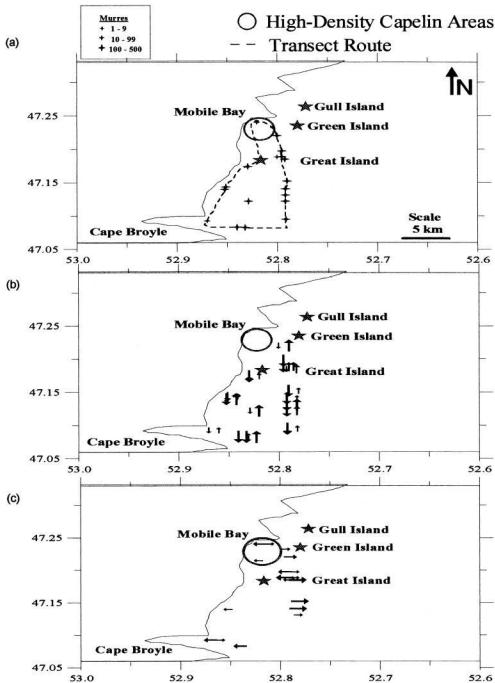 Murres
1 - 9
10 - 99
100 - 500
High-Density Capelin Areas
Transect Route
(a)
N
47.25
47.15
47.05
Mobile Bay
Gull Island
Green Island
Great Island
Cape Broyle
Scale
5 km
53.0 52.9 52.8 52.7 52.6
(b)
47.25
47.15
47.05
Mobile Bay
Gull Island
Green Island
Great Island
Cape Broyle
53.0 52.9 52.8 52.7 52.6
(c)
47.25
47.15
47.05
Mobile Bay
Gull Island
Green Island
Great Island
Cape Broyle
53.0 52.9 52.8 52.7 52.6